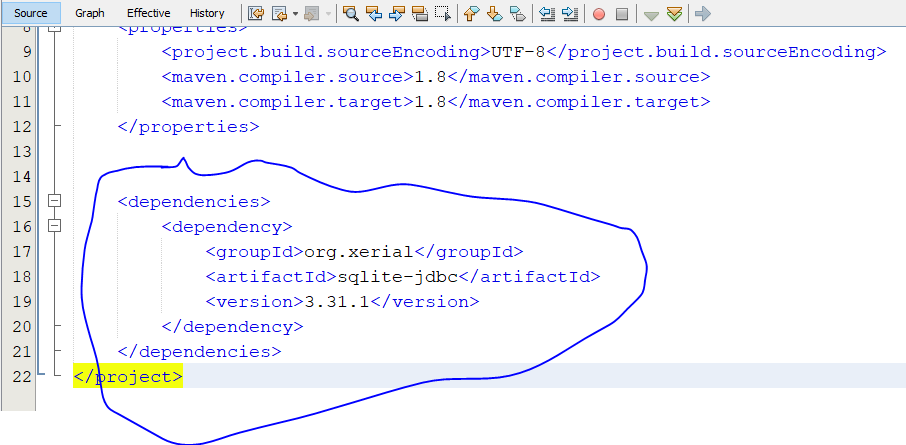 Source Graph Effective History
8 <properties>
9 <project.build.sourceEncoding>UTF-8</project.build.sourceEncoding>
10 <maven.compiler.source>1.8</maven.compiler.source>
11 <maven.compiler.target>1.8</maven.compiler.target>
12 </properties>
13
14
15 <dependencies>
16 <dependency>
17 <groupId>org.xerial</groupId>
18 <artifactId>sqlite-jdbc</artifactId>
19 <version>3.31.1</version>
20 </dependency>
21 </dependencies>
22 </project>